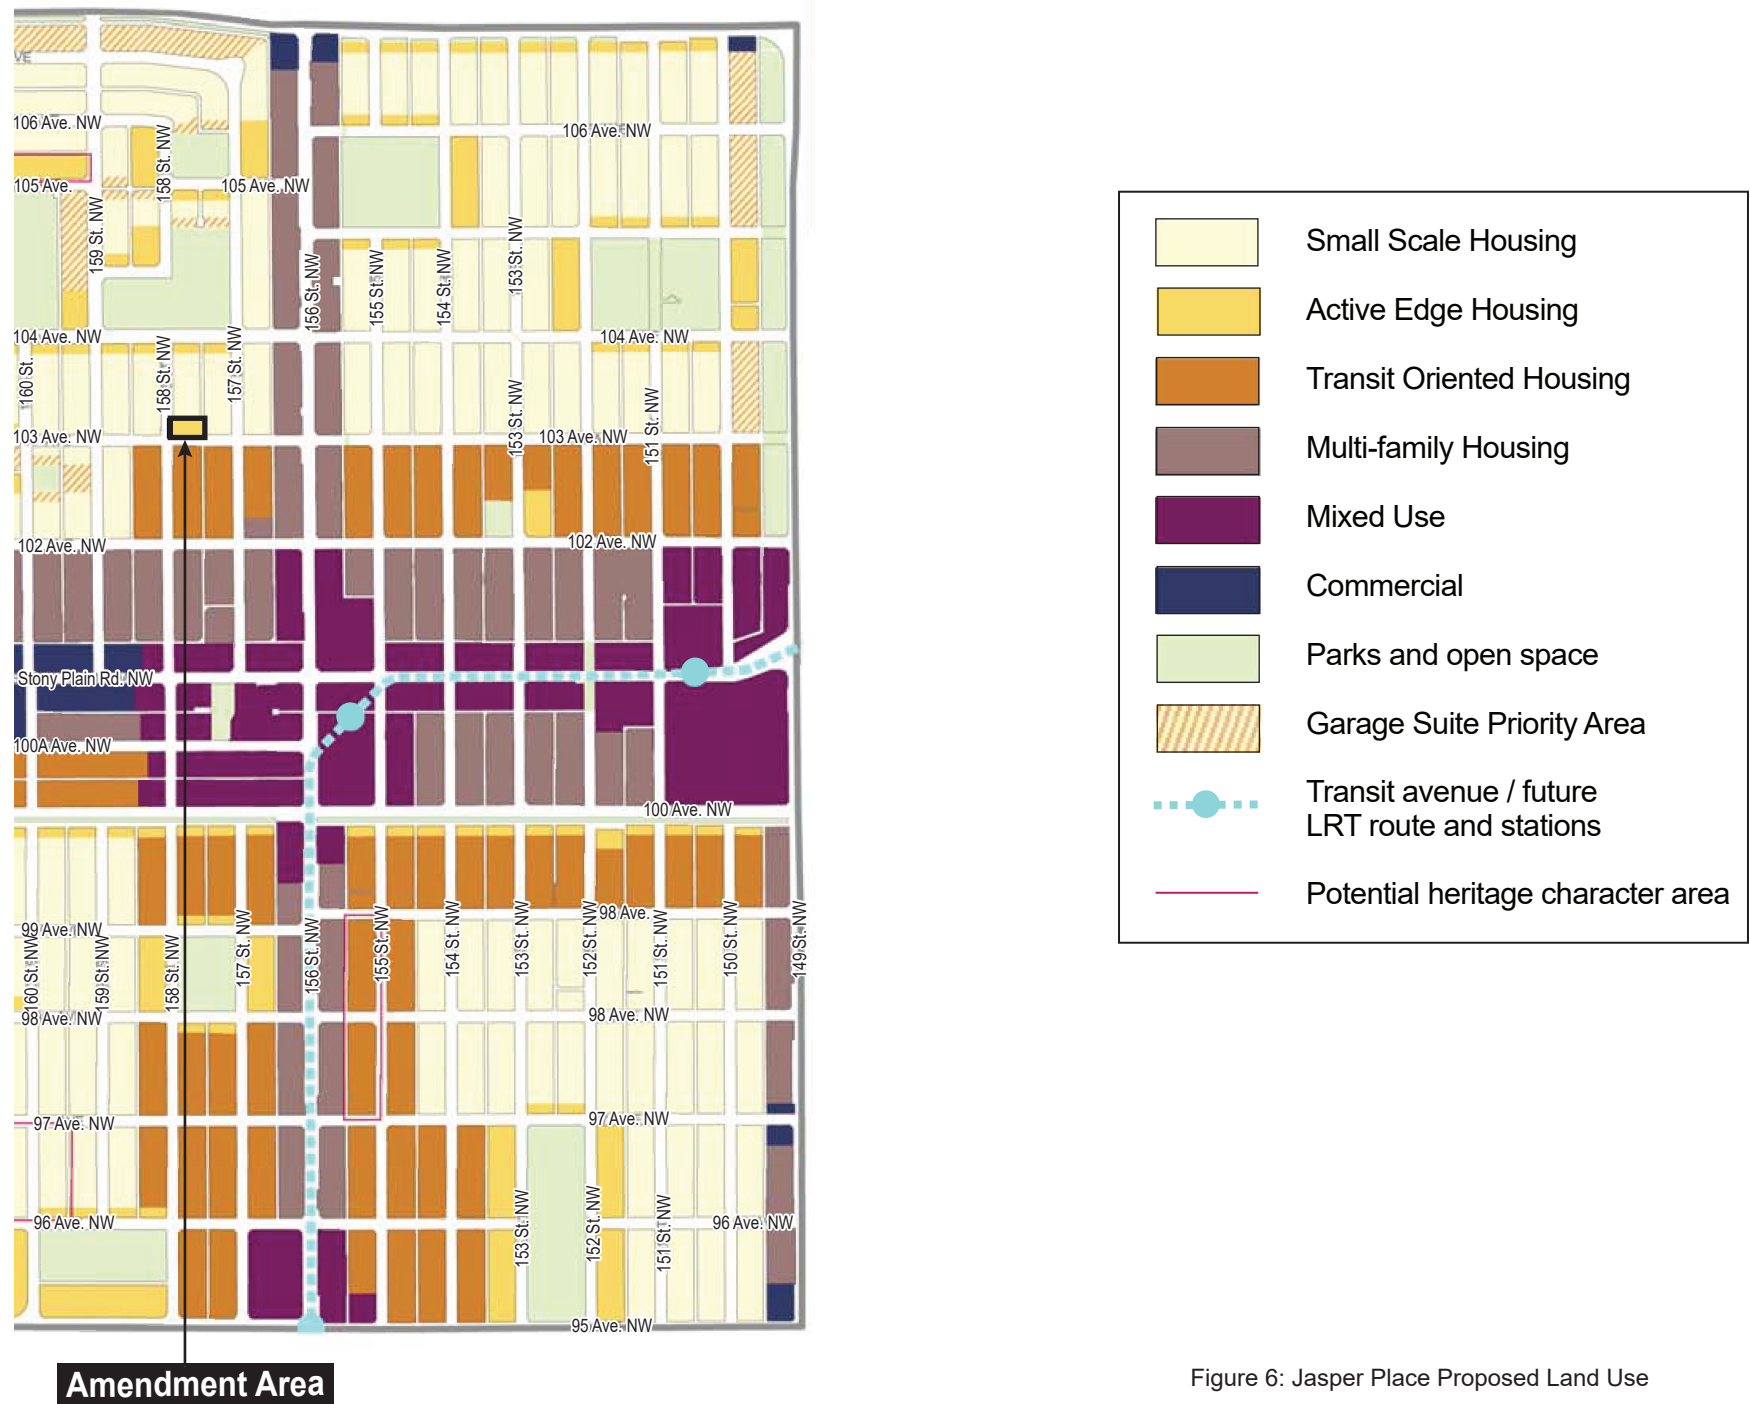 VE
106 Ave. NW
158 St. NW
106 Ave. NW
105 Ave.
105 Ave. NW
159 St. NW
156 St. NW
155 St. NW
154 St. NW
153 St. NW
104 Ave. NW
104 Ave. NW
160 St.
158 St. NW
157 St. NW
153 St. NW
151 St. NW
103 Ave. NW
103 Ave. NW
102 Ave. NW
102 Ave. NW
Stony Plain Rd. NW
100A Ave. NW
100 Ave. NW
99 Ave. NW
98 Ave.
160 St. NW
159 St. NW
158 St. NW
157 St. NW
156 St. NW
155 St. NW
154 St. NW
153 St. NW
152 St. NW
151 St. NW
150 St. NW
149 St. NW
98 Ave. NW
98 Ave. NW
97 Ave. NW
97 Ave. NW
96 Ave. NW
153 St. NW
152 St. NW
151 St. NW
96 Ave. NW
95 Ave. NW
Amendment Area
Small Scale Housing
Active Edge Housing
Transit Oriented Housing
Multi-family Housing
Mixed Use
Commercial
Parks and open space
Garage Suite Priority Area
Transit avenue / future
LRT route and stations
Potential heritage character area
Figure 6: Jasper Place Proposed Land Use